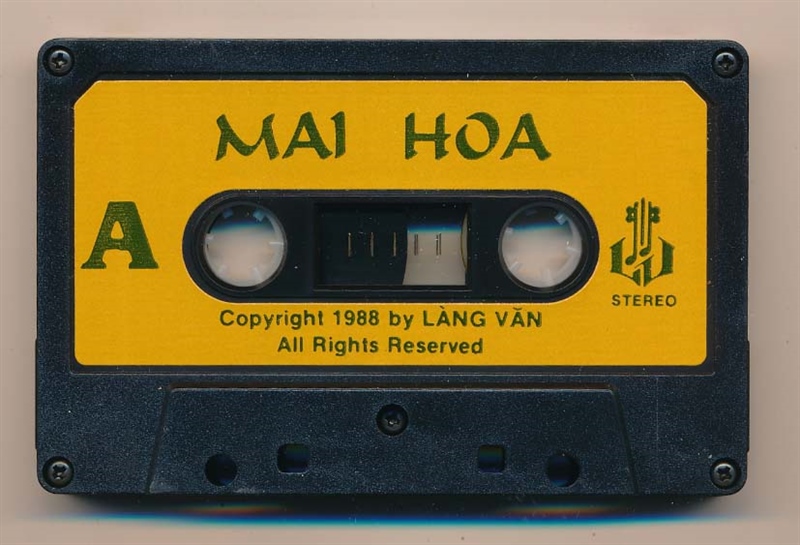 MAI HOA
A
STEREO
Copyright 1988 by LÀNG VĂN
All Rights Reserved